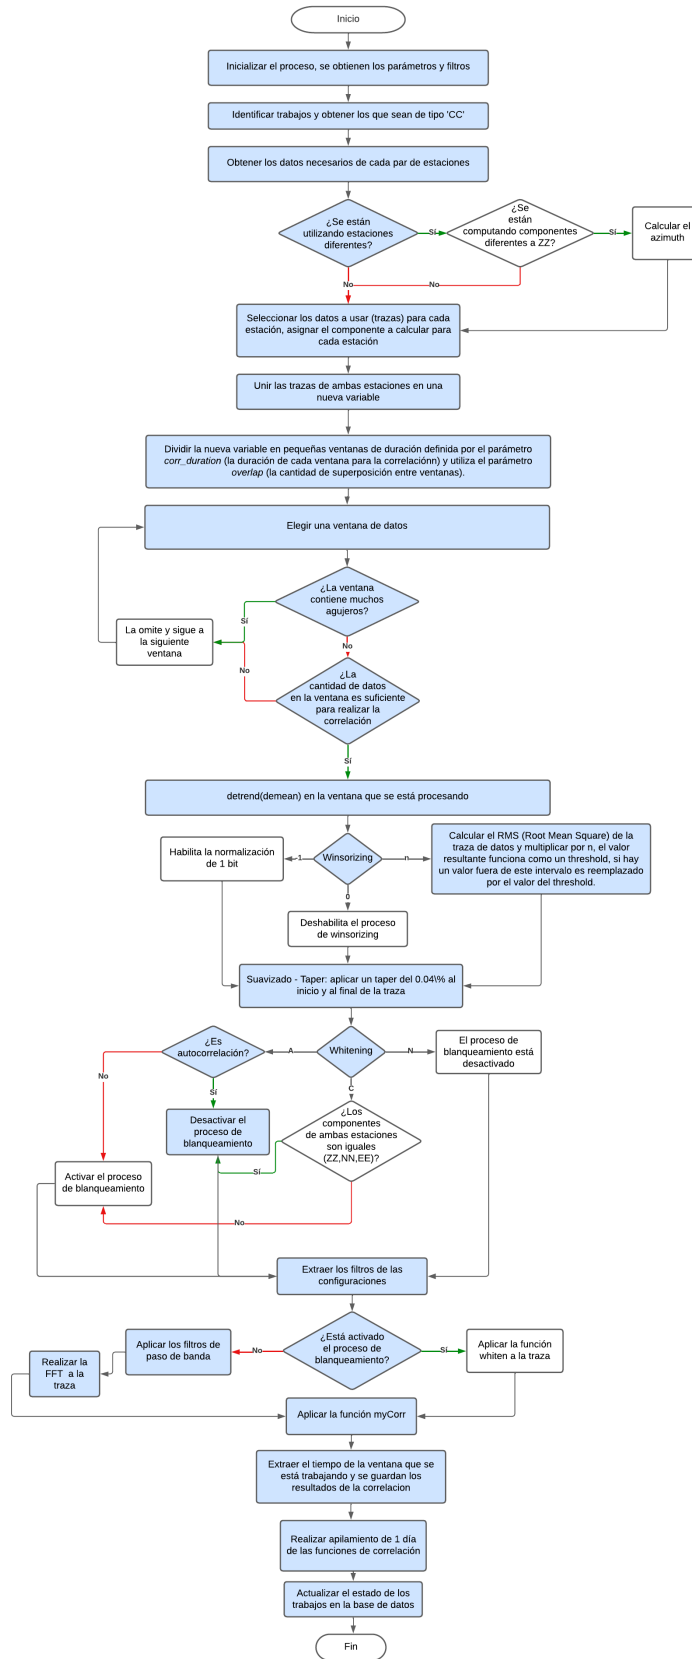 Inicio
Inicializar el proceso, se obtienen los parámetros y filtros
Identificar trabajos y obtener los que sean de tipo 'CC'
Obtener los datos necesarios de cada par de estaciones
¿Se están
utilizando estaciones
diferentes?
Sí
¿Se
están
computando componentes
diferentes a ZZ?
Sí
Calcular el
azimuth
No
No
Seleccionar los datos a usar (trazas) para cada
estación, asignar el componente a calcular para
cada estación
Unir las trazas de ambas estaciones en una
nueva variable
Dividir la nueva variable en pequeñas ventanas de duración definida por el parámetro
corr_duration (la duración de cada ventana para la correlaciónn) y utiliza el parámetro
overlap (la cantidad de superposición entre ventanas).
Elegir una ventana de datos
¿La ventana
contiene muchos
agujeros?
Sí
La omite y sigue a
la siguiente
ventana
No
No
¿La
cantidad de datos
en la ventana es suficiente
para realizar la
correlación
Sí
detrend(demean) en la ventana que se está procesando
Habilita la normalización
de 1 bit
-1
Winsorizing
n
Calcular el RMS (Root Mean Square) de la
traza de datos y multiplicar por n, el valor
resultante funciona como un threshold, si hay
un valor fuera de este intervalo es reemplazado
por el valor del threshold.
0
Deshabilita el proceso
de winsorizing
Suavizado - Taper: aplicar un taper del 0.04\% al
inicio y al final de la traza
¿Es
autocorrelación?
A
Whitening
N
El proceso de
blanqueamiento está
desactivado
No
Sí
C
Desactivar el
proceso de
blanqueamiento
¿Los
componentes
de ambas estaciones
son iguales
(ZZ,NN,EE)?
Sí
Activar el proceso
de blanqueamiento
No
Extraer los filtros de las
configuraciones
¿Está activado
el proceso de
blanqueamiento?
No
Sí
Aplicar los filtros de
paso de banda
Aplicar la función
whiten a la traza
Realizar la
FFT a la
traza
Aplicar la función myCorr
Extraer el tiempo de la ventana que se
está trabajando y se guardan los
resultados de la correlacion
Realizar apilamiento de 1 día
de las funciones de correlación
Actualizar el estado de los
trabajos en la base de datos
Fin